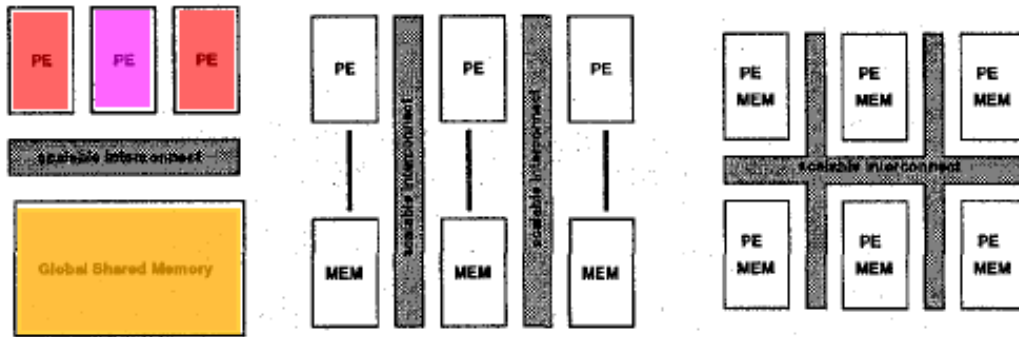 PE PE PE
scalable interconnect
Global Shared Memory
PE PE PE
scalable interconnect scalable interconnect
MEM MEM MEM
PE PE PE
MEM MEM MEM
scalable interconnect
PE PE PE
MEM MEM MEM